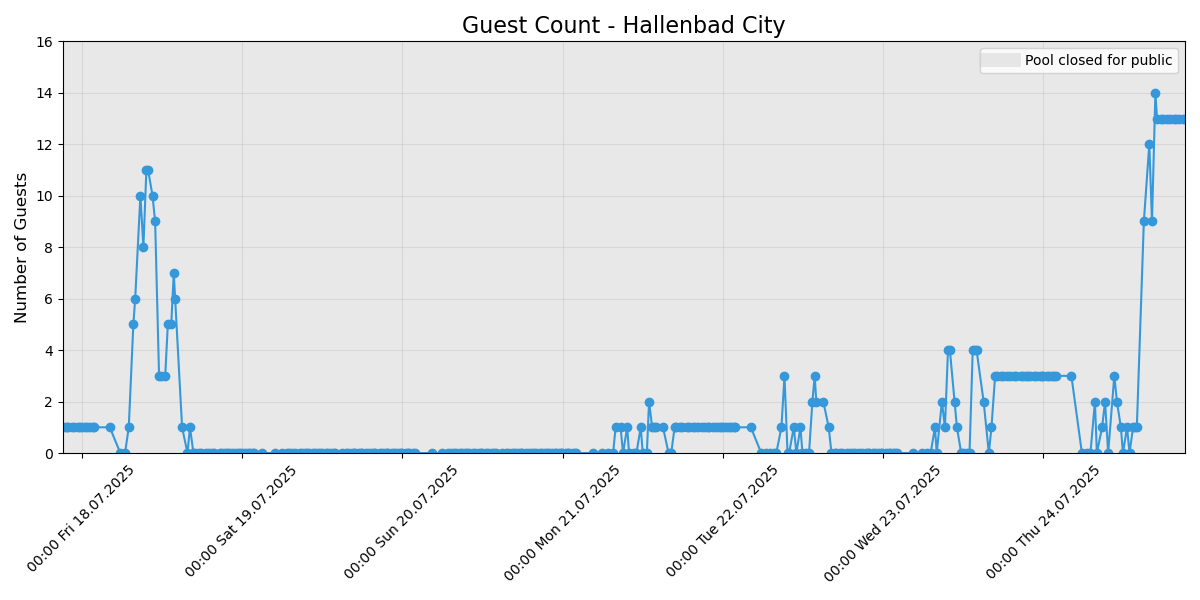 Guest Count - Hallenbad City
Pool closed for public
Number of Guests
16
14
12
10
8
6
4
2
0
00:00 Fri 18.07.2025
00:00 Sat 19.07.2025
00:00 Sun 20.07.2025
00:00 Mon 21.07.2025
00:00 Tue 22.07.2025
00:00 Wed 23.07.2025
00:00 Thu 24.07.2025